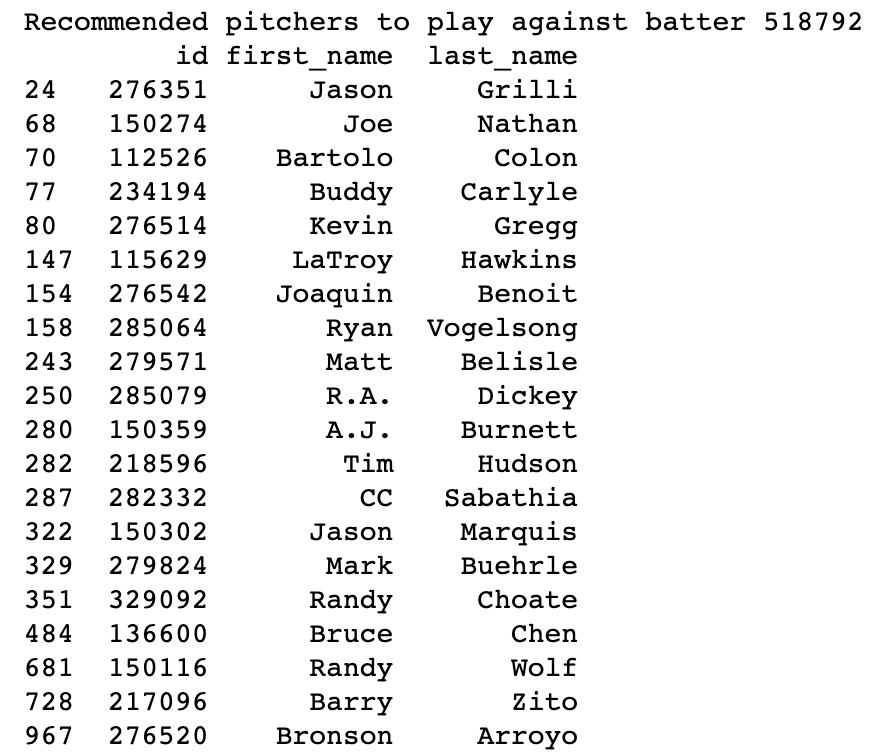 Recommended pitchers to play against batter 518792
id first_name last_name
24 276351 Jason Grilli
68 150274 Joe Nathan
70 112526 Bartolo Colon
77 234194 Buddy Carlyle
80 276514 Kevin Gregg
147 115629 LaTroy Hawkins
154 276542 Joaquin Benoit
158 285064 Ryan Vogelsong
243 279571 Matt Belisle
250 285079 R.A. Dickey
280 150359 A.J. Burnett
282 218596 Tim Hudson
287 282332 CC Sabathia
322 150302 Jason Marquis
329 279824 Mark Buehrle
351 329092 Randy Choate
484 136600 Bruce Chen
681 150116 Randy Wolf
728 217096 Barry Zito
967 276520 Bronson Arroyo